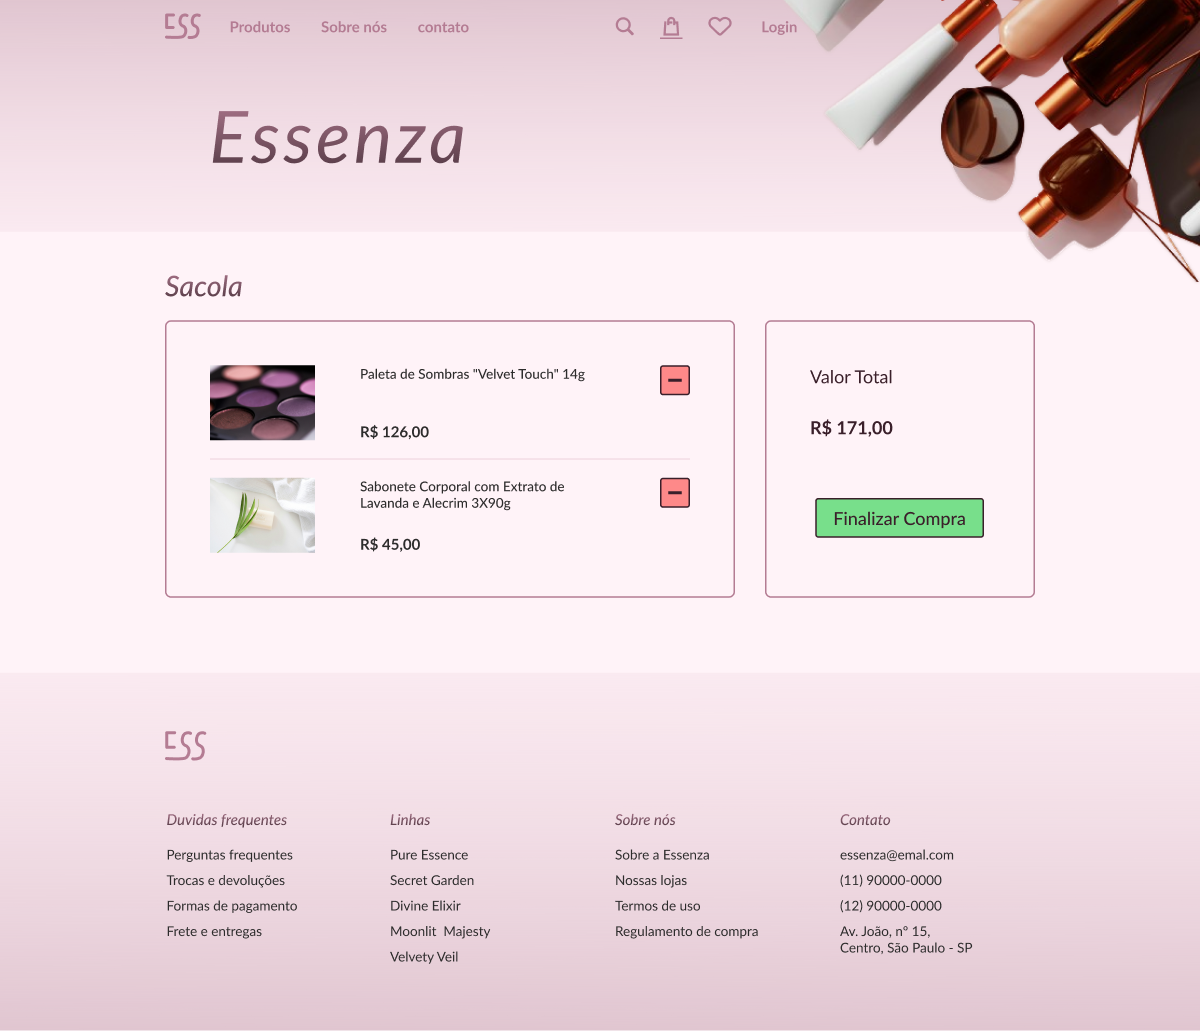 ESS Produtos Sobre nós contato Login
Essenza
Sacola
Paleta de Sombras "Velvet Touch" 14g
R$ 126,00
Sabonete Corporal com Extrato de
Lavanda e Alecrim 3X90g
R$ 45,00
Valor Total
R$ 171,00
Finalizar Compra
ESS
Duvidas frequentes
Perguntas frequentes
Trocas e devoluções
Formas de pagamento
Frete e entregas
Linhas
Pure Essence
Secret Garden
Divine Elixir
Moonlit Majesty
Velvety Veil
Sobre nós
Sobre a Essenza
Nossas lojas
Termos de uso
Regulamento de compra
Contato
essenza@emal.com
(11) 90000-0000
(12) 90000-0000
Av. João, nº 15,
Centro, São Paulo - SP